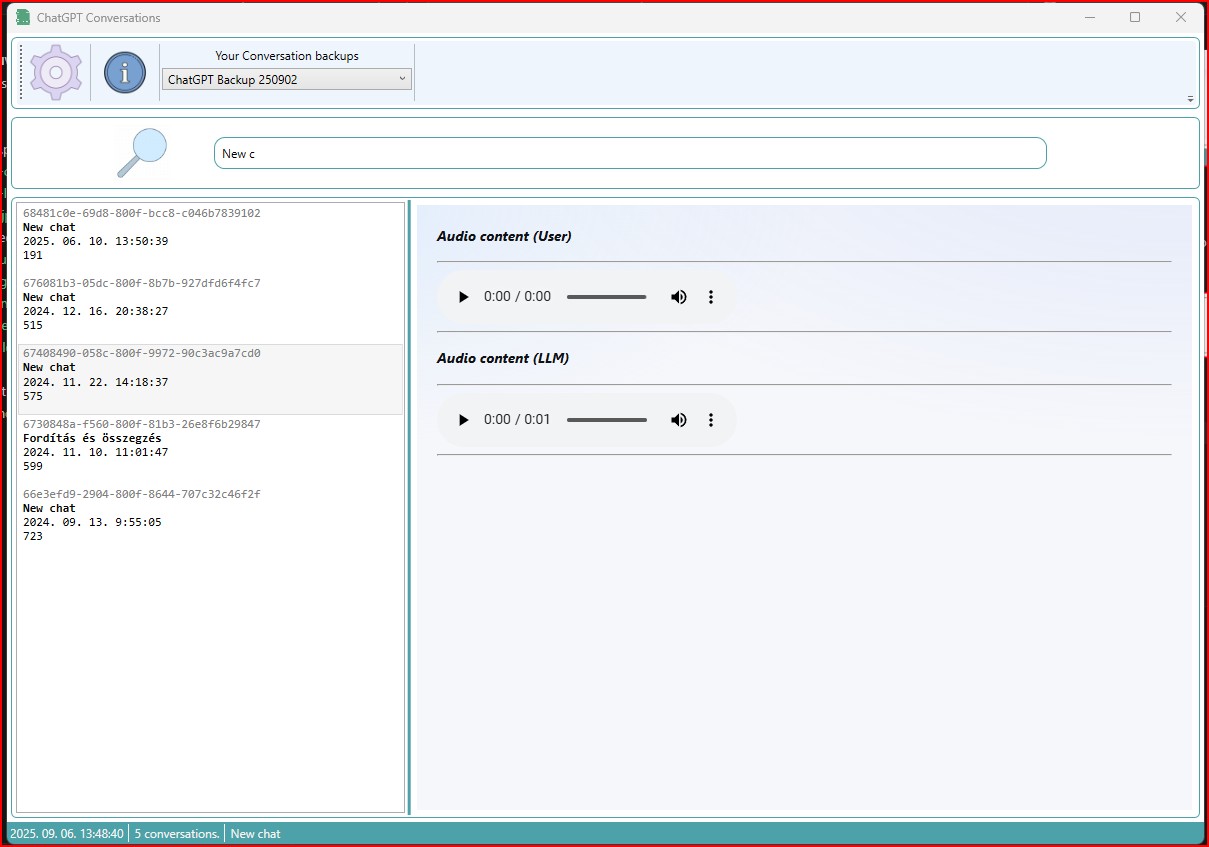 ChatGPT Conversations
Your Conversation backups
ChatGPT Backup 250902
New c
68481c0e-69d8-800f-bcc8-c046b7839102
New chat
2025. 06. 10. 13:50:39
191
676081b3-05dc-800f-8b7b-927dfd6f4fc7
New chat
2024. 12. 16. 20:38:27
515
67408490-058c-800f-9972-90c3ac9a7cd0
New chat
2024. 11. 22. 14:18:37
575
6730848a-f560-800f-81b3-26e8f6b29847
Fordítás és összegzés
2024. 11. 10. 11:01:47
599
66e3efd9-2904-800f-8644-707c32c46f2f
New chat
2024. 09. 13. 9:55:05
723
Audio content (User)
0:00 / 0:00
Audio content (LLM)
0:00 / 0:01
2025. 09. 06. 13:48:40 5 conversations. New chat